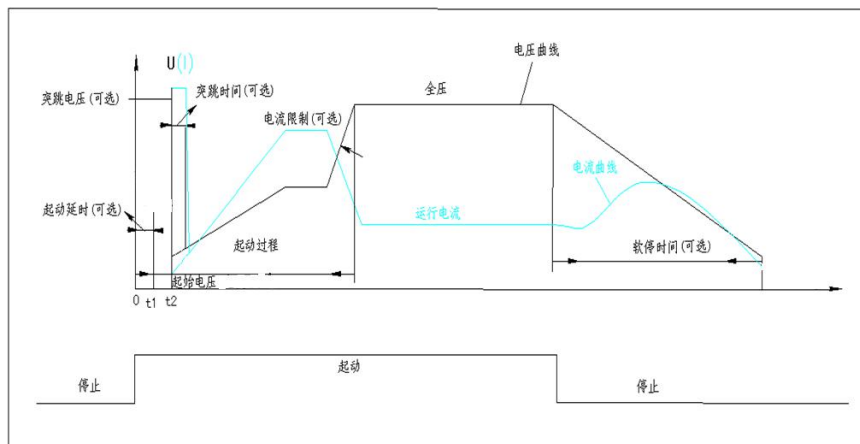 U(I)
电压曲线
突跳电压(可选)
突跳时间(可选)
全压
电流限制(可选)
电流曲线
起动延时(可选)
运行电流
起动过程
软停时间(可选)
起始电压
0 t1 t2
停止
起动
停止